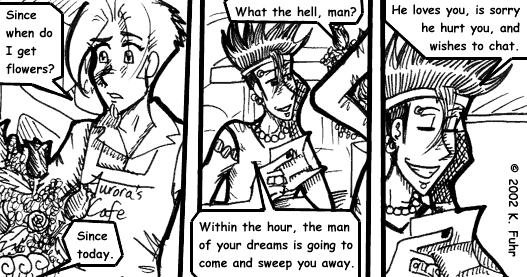 Since
when do
I get
flowers?
Aurora's
Cafe
Since
today.
What the hell, man?
Within the hour, the man
of your dreams is going to
come and sweep you away.
He loves you, is sorry
he hurt you, and
wishes to chat.
© 2002 K. Fuhr